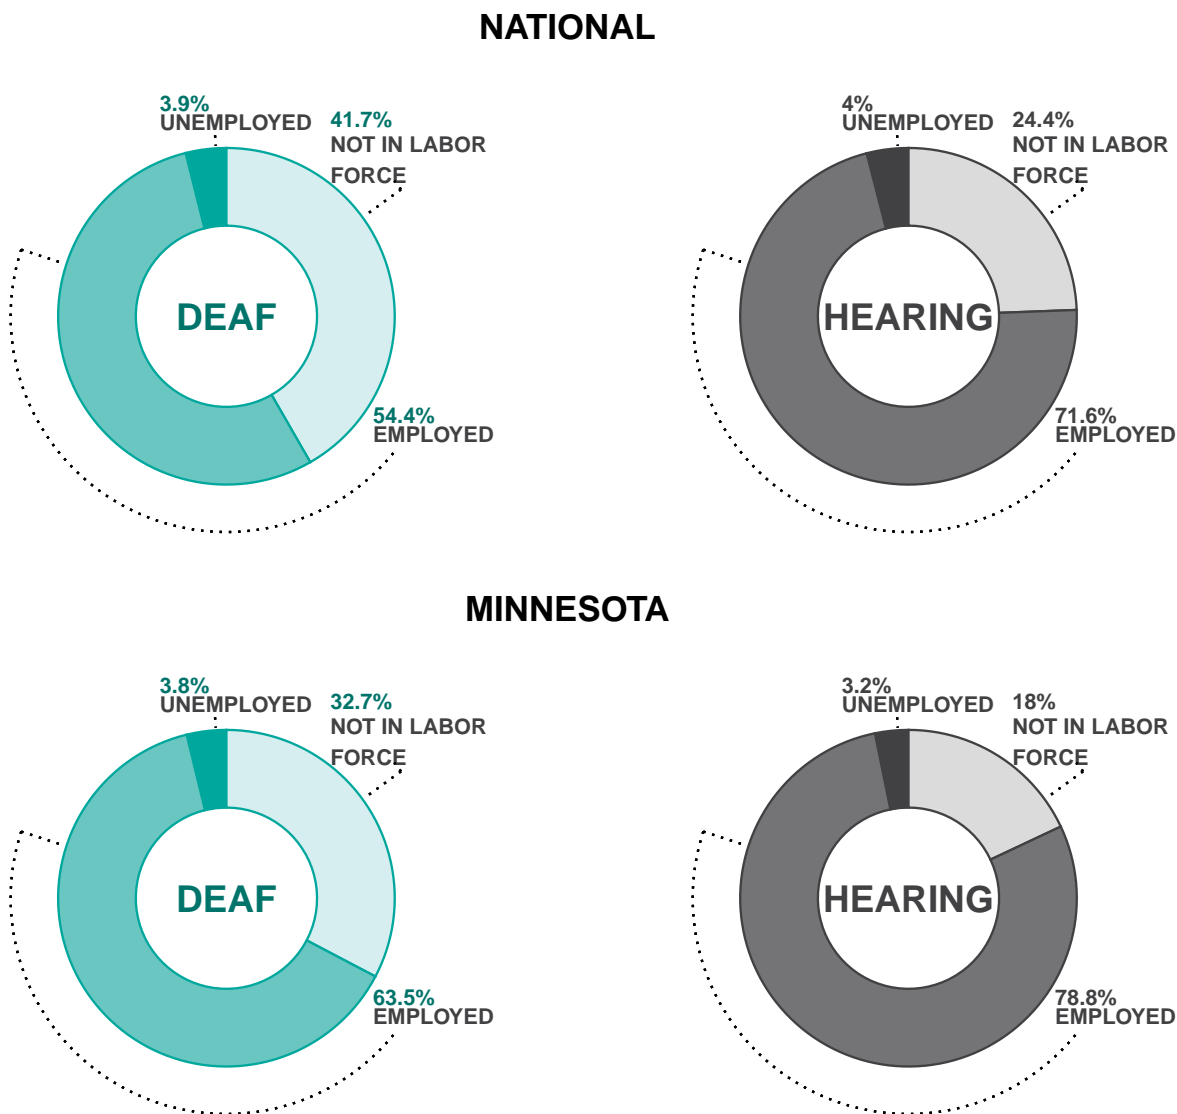 NATIONAL
3.9%
UNEMPLOYED
41.7%
NOT IN LABOR
FORCE
DEAF
54.4%
EMPLOYED
4%
UNEMPLOYED
24.4%
NOT IN LABOR
FORCE
HEARING
71.6%
EMPLOYED
MINNESOTA
3.8%
UNEMPLOYED
32.7%
NOT IN LABOR
FORCE
DEAF
63.5%
EMPLOYED
3.2%
UNEMPLOYED
18%
NOT IN LABOR
FORCE
HEARING
78.8%
EMPLOYED